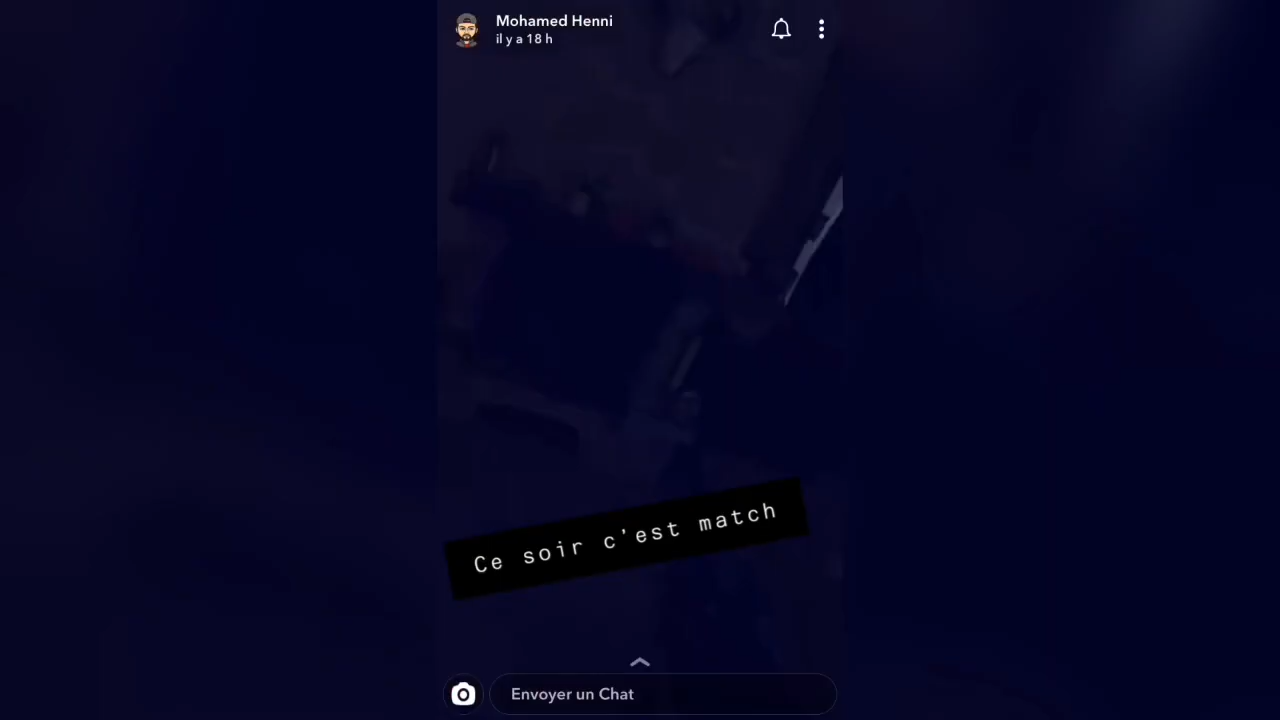 Mohamed Henni
il y a 18 h
Ce soir c'est match
Envoyer un Chat